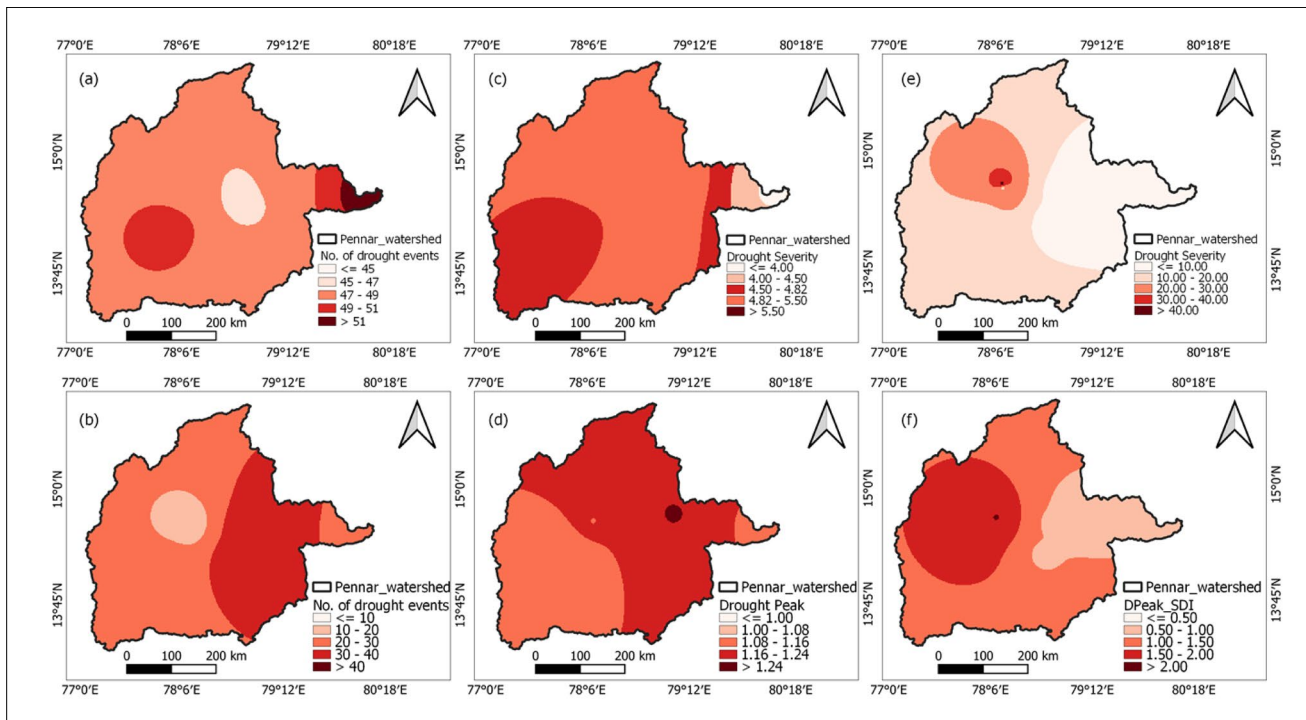 77°0′E 78°6′E 79°12′E 80°18′E
77°0′E 78°6′E 79°12′E 80°18′E
77°0′E 78°6′E 79°12′E 80°18′E
(a)
15°0′N
13°45′N
Pennar_watershed
No. of drought events
<= 45
45 - 47
47 - 49
49 - 51
> 51
0 100 200 km
77°0′E 78°6′E 79°12′E 80°18′E
(c)
15°0′N
13°45′N
Pennar_watershed
Drought Severity
<= 4.00
4.00 - 4.50
4.50 - 4.82
4.82 - 5.50
> 5.50
0 100 200 km
77°0′E 78°6′E 79°12′E 80°18′E
(e)
15°0′N
13°45′N
15°0′N
13°45′N
Pennar_watershed
Drought Severity
<= 10.00
10.00 - 20.00
20.00 - 30.00
30.00 - 40.00
> 40.00
0 100 200 km
77°0′E 78°6′E 79°12′E 80°18′E
(b)
15°0′N
13°45′N
Pennar_watershed
No. of drought events
<= 10
10 - 20
20 - 30
30 - 40
> 40
0 100 200 km
77°0′E 78°6′E 79°12′E 80°18′E
(d)
15°0′N
13°45′N
Pennar_watershed
Drought Peak
<= 1.00
1.00 - 1.08
1.08 - 1.16
1.16 - 1.24
> 1.24
0 100 200 km
77°0′E 78°6′E 79°12′E 80°18′E
(f)
15°0′N
13°45′N
15°0′N
13°45′N
Pennar_watershed
DPeak_SDI
<= 0.50
0.50 - 1.00
1.00 - 1.50
1.50 - 2.00
> 2.00
0 100 200 km
77°0′E 78°6′E 79°12′E 80°18′E